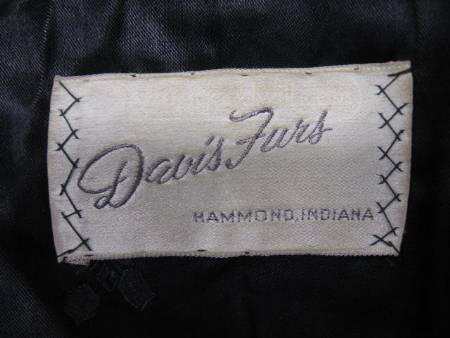 Davis Furs
HAMMOND, INDIANA